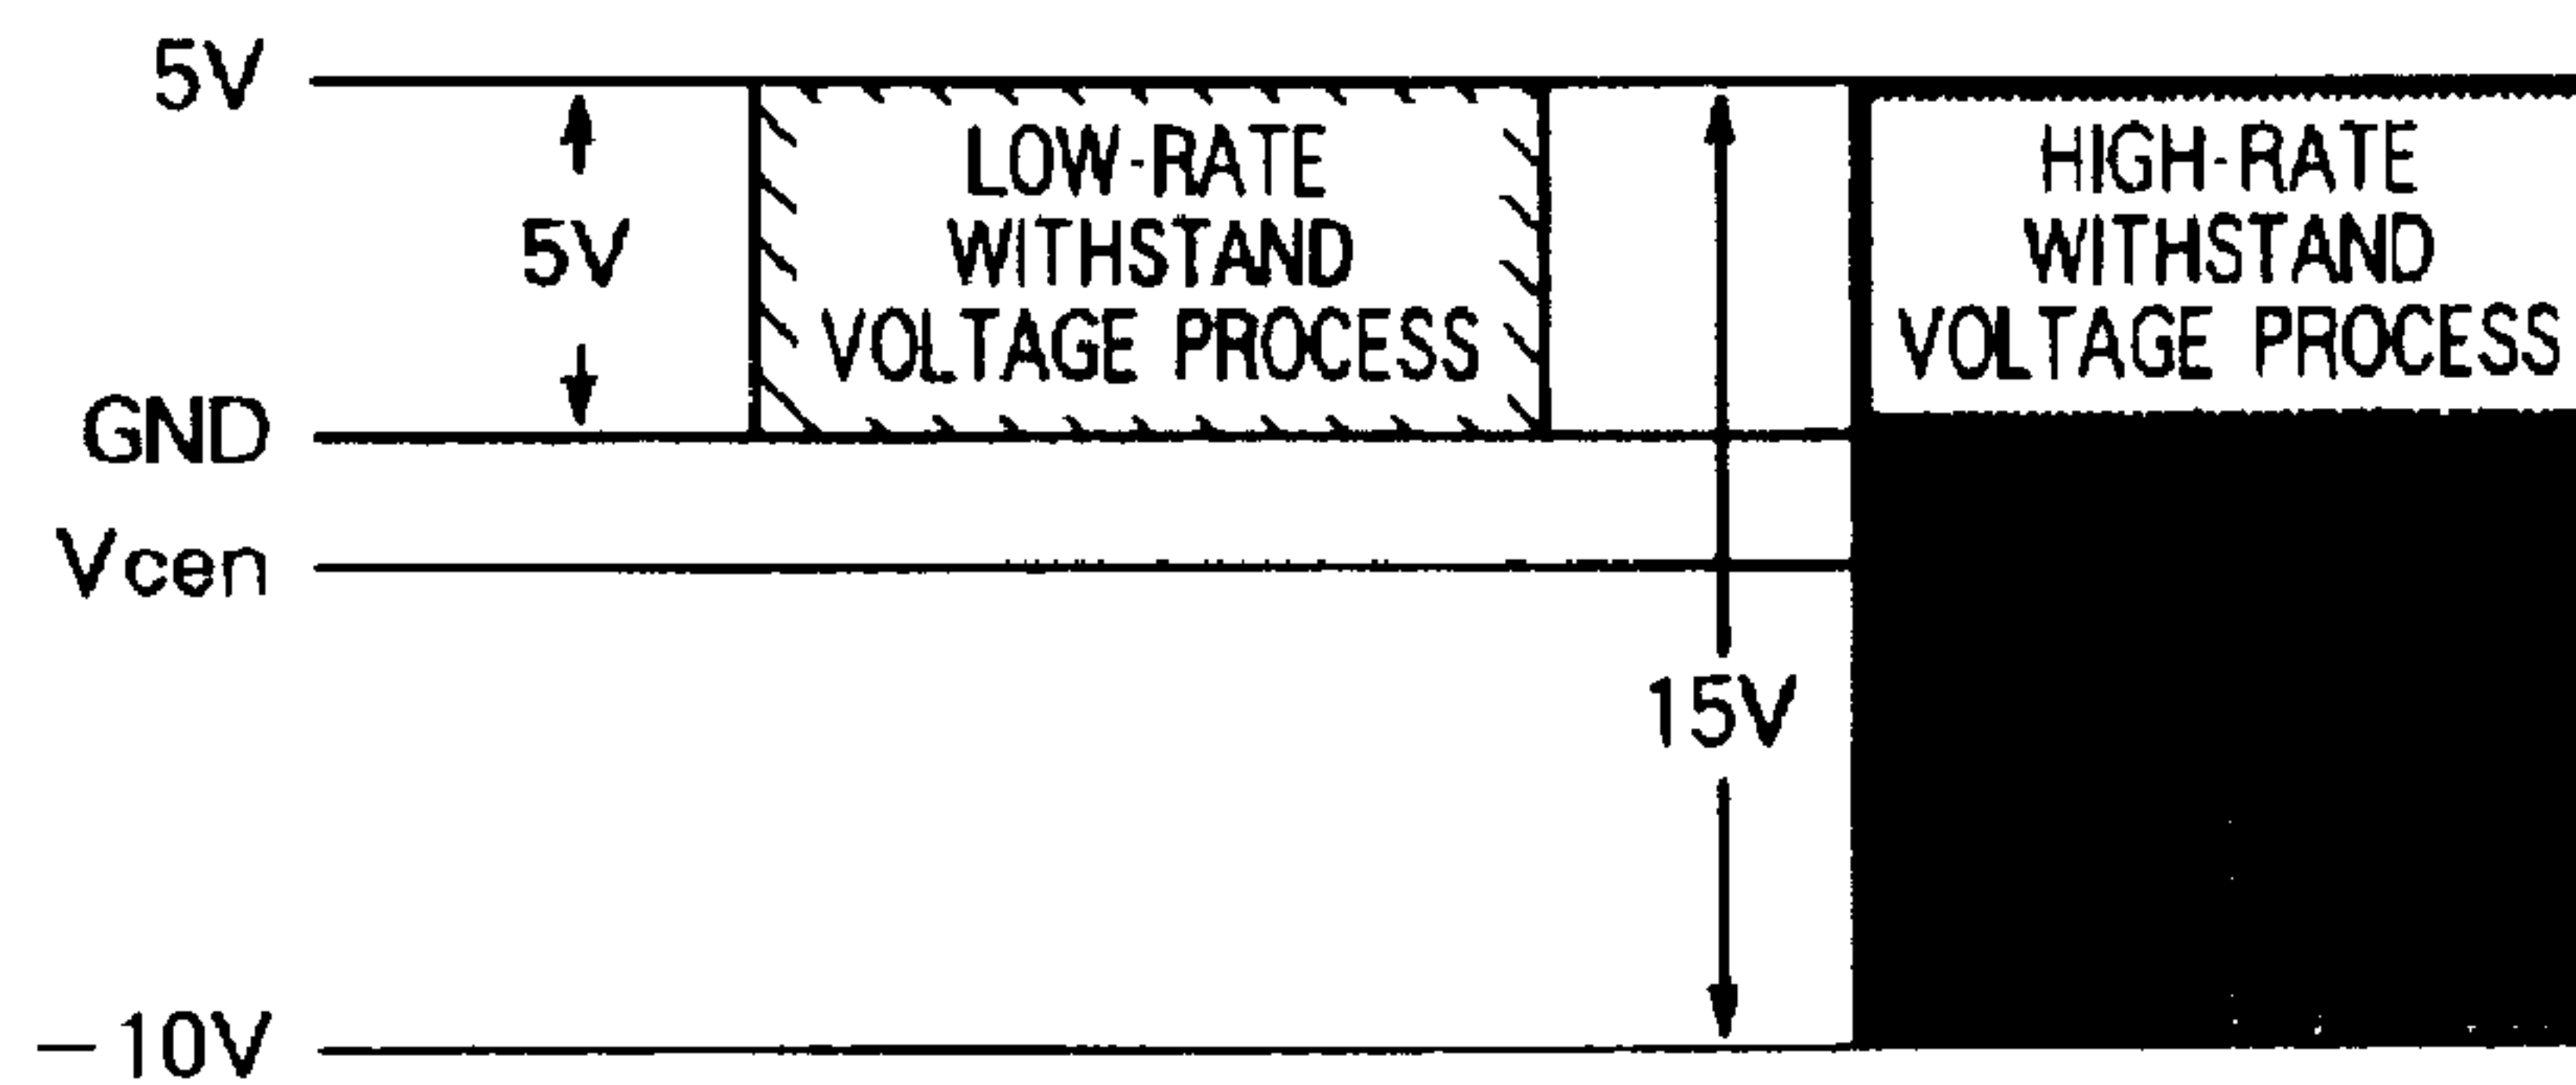 5V
5V
LOW-RATE
WITHSTAND
VOLTAGE PROCESS
HIGH-RATE
WITHSTAND
VOLTAGE PROCESS
GND
Vcen
15V
−10V